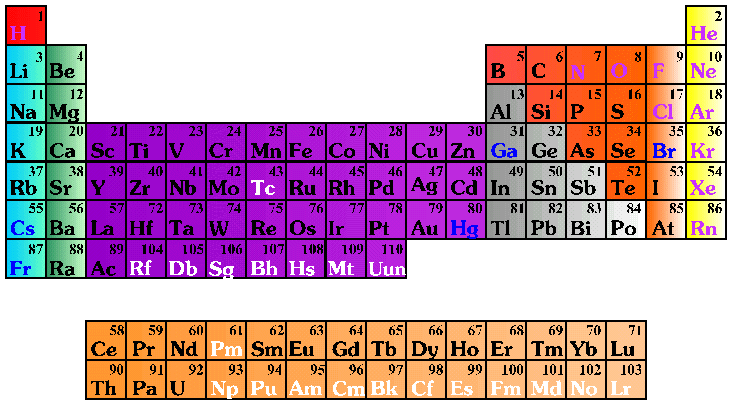 1 2
H He
3 4 5 6 7 8 9 10
Li Be B C N O F Ne
11 12 13 14 15 16 17 18
Na Mg Al Si P S Cl Ar
19 20 21 22 23 24 25 26 27 28 29 30 31 32 33 34 35 36
K Ca Sc Ti V Cr Mn Fe Co Ni Cu Zn Ga Ge As Se Br Kr
37 38 39 40 41 42 43 44 45 46 47 48 49 50 51 52 53 54
Rb Sr Y Zr Nb Mo Tc Ru Rh Pd Ag Cd In Sn Sb Te I Xe
55 56 57 72 73 74 75 76 77 78 79 80 81 82 83 84 85 86
Cs Ba La Hf Ta W Re Os Ir Pt Au Hg Tl Pb Bi Po At Rn
87 88 89 104 105 106 107 108 109 110
Fr Ra Ac Rf Db Sg Bh Hs Mt Uun
58 59 60 61 62 63 64 65 66 67 68 69 70 71
Ce Pr Nd Pm Sm Eu Gd Tb Dy Ho Er Tm Yb Lu
90 91 92 93 94 95 96 97 98 99 100 101 102 103
Th Pa U Np Pu Am Cm Bk Cf Es Fm Md No Lr